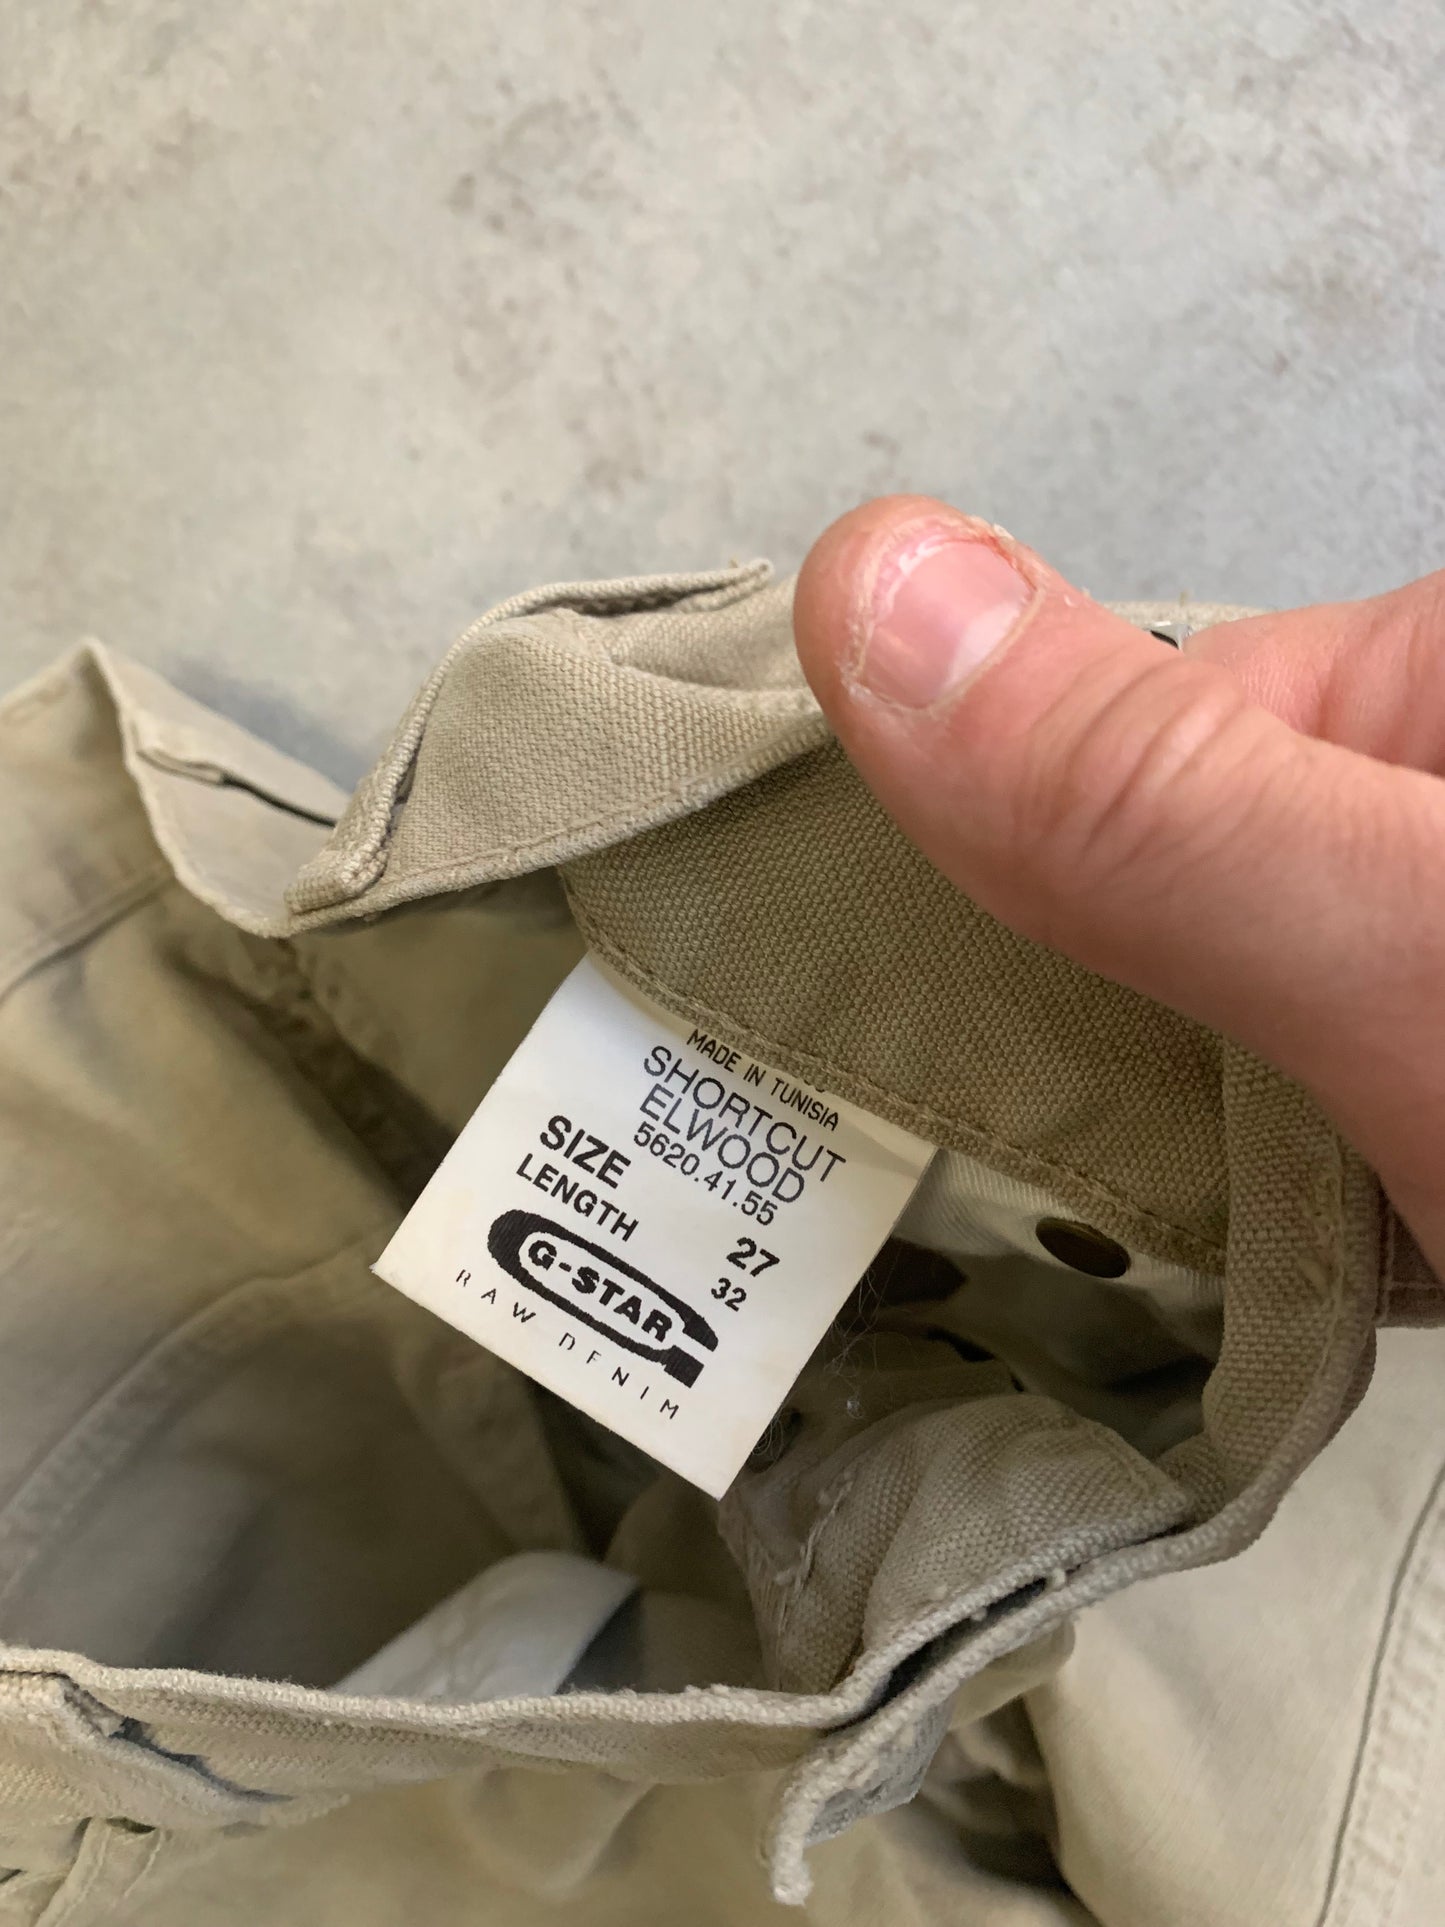 MADE IN TUNISIA
SHORTCUT
ELWOOD
5620.41.55
SIZE 27
LENGTH 32
G-STAR
RAW DENIM